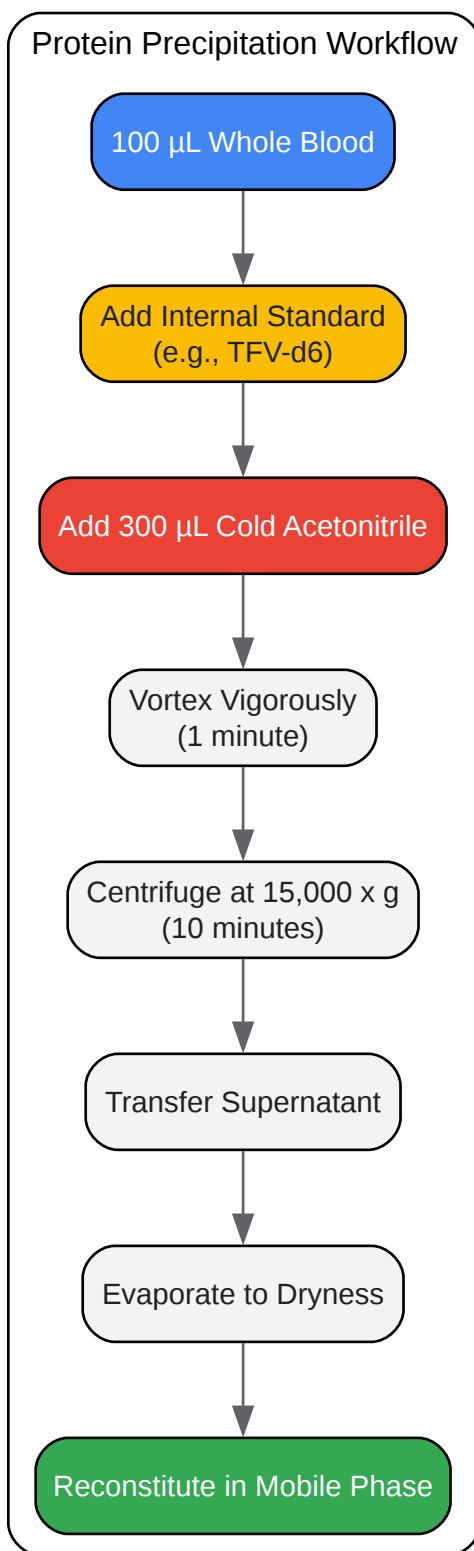 Protein Precipitation Workflow
100 µL Whole Blood
Add Internal Standard
(e.g., TFV-d6)
Add 300 µL Cold Acetonitrile
Vortex Vigorously
(1 minute)
Centrifuge at 15,000 x g
(10 minutes)
Transfer Supernatant
Evaporate to Dryness
Reconstitute in Mobile Phase